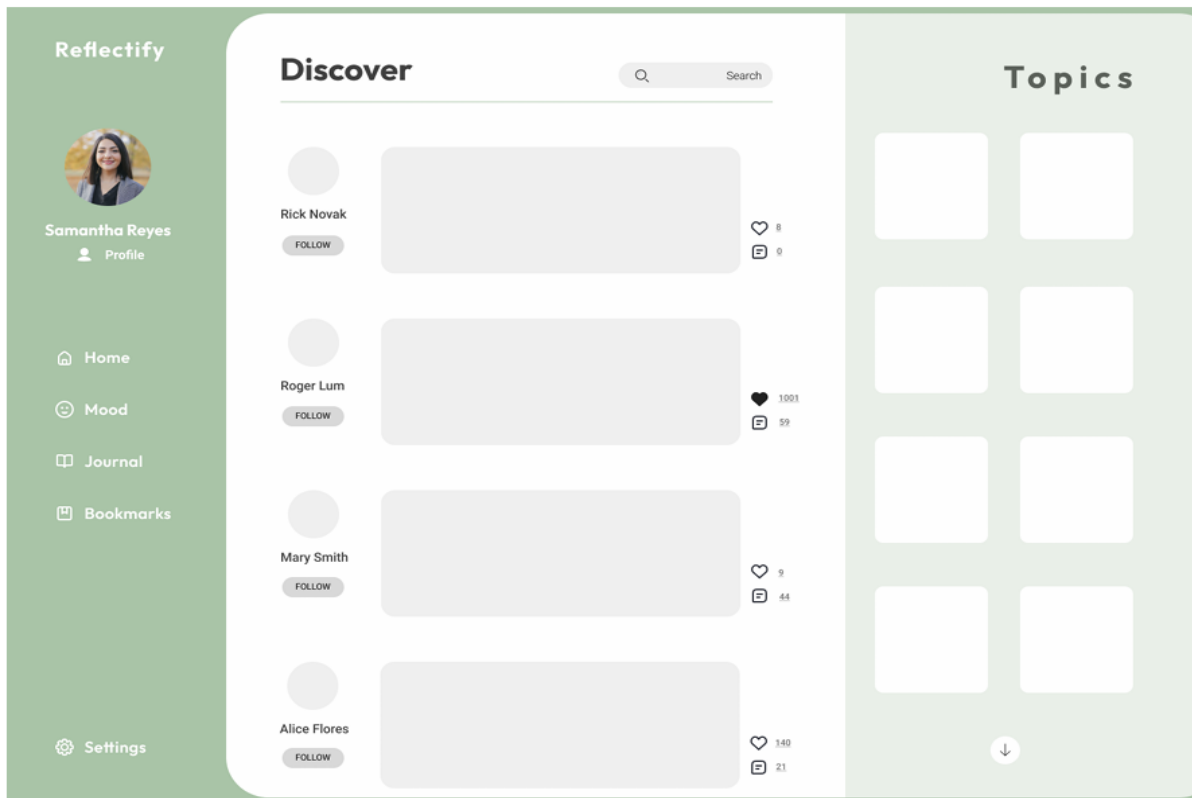 Reflectify
Samantha Reyes
Profile
Home
Mood
Journal
Bookmarks
Settings
Discover
Search
Rick Novak
FOLLOW
8
0
Roger Lum
FOLLOW
1001
59
Mary Smith
FOLLOW
9
44
Alice Flores
FOLLOW
140
21
Topics